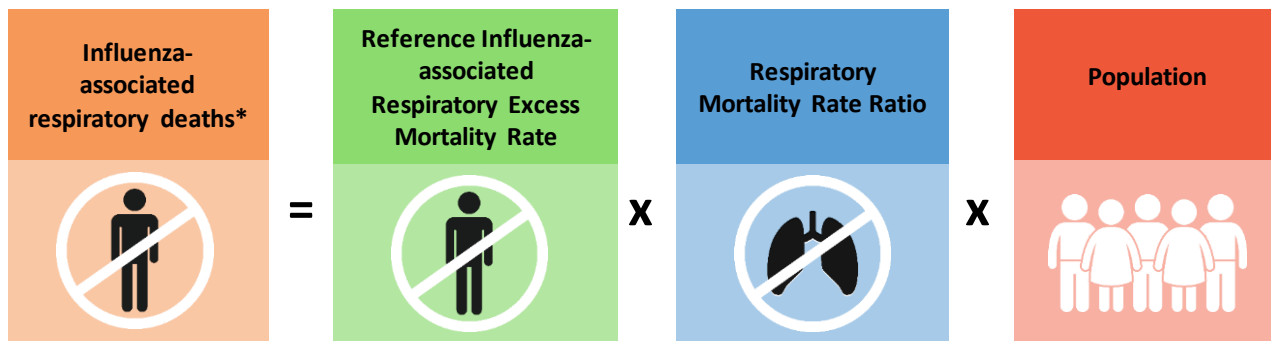 Influenza-
associated
respiratory deaths*
=
Reference Influenza-
associated
Respiratory Excess
Mortality Rate
x
Respiratory
Mortality Rate Ratio
x
Population